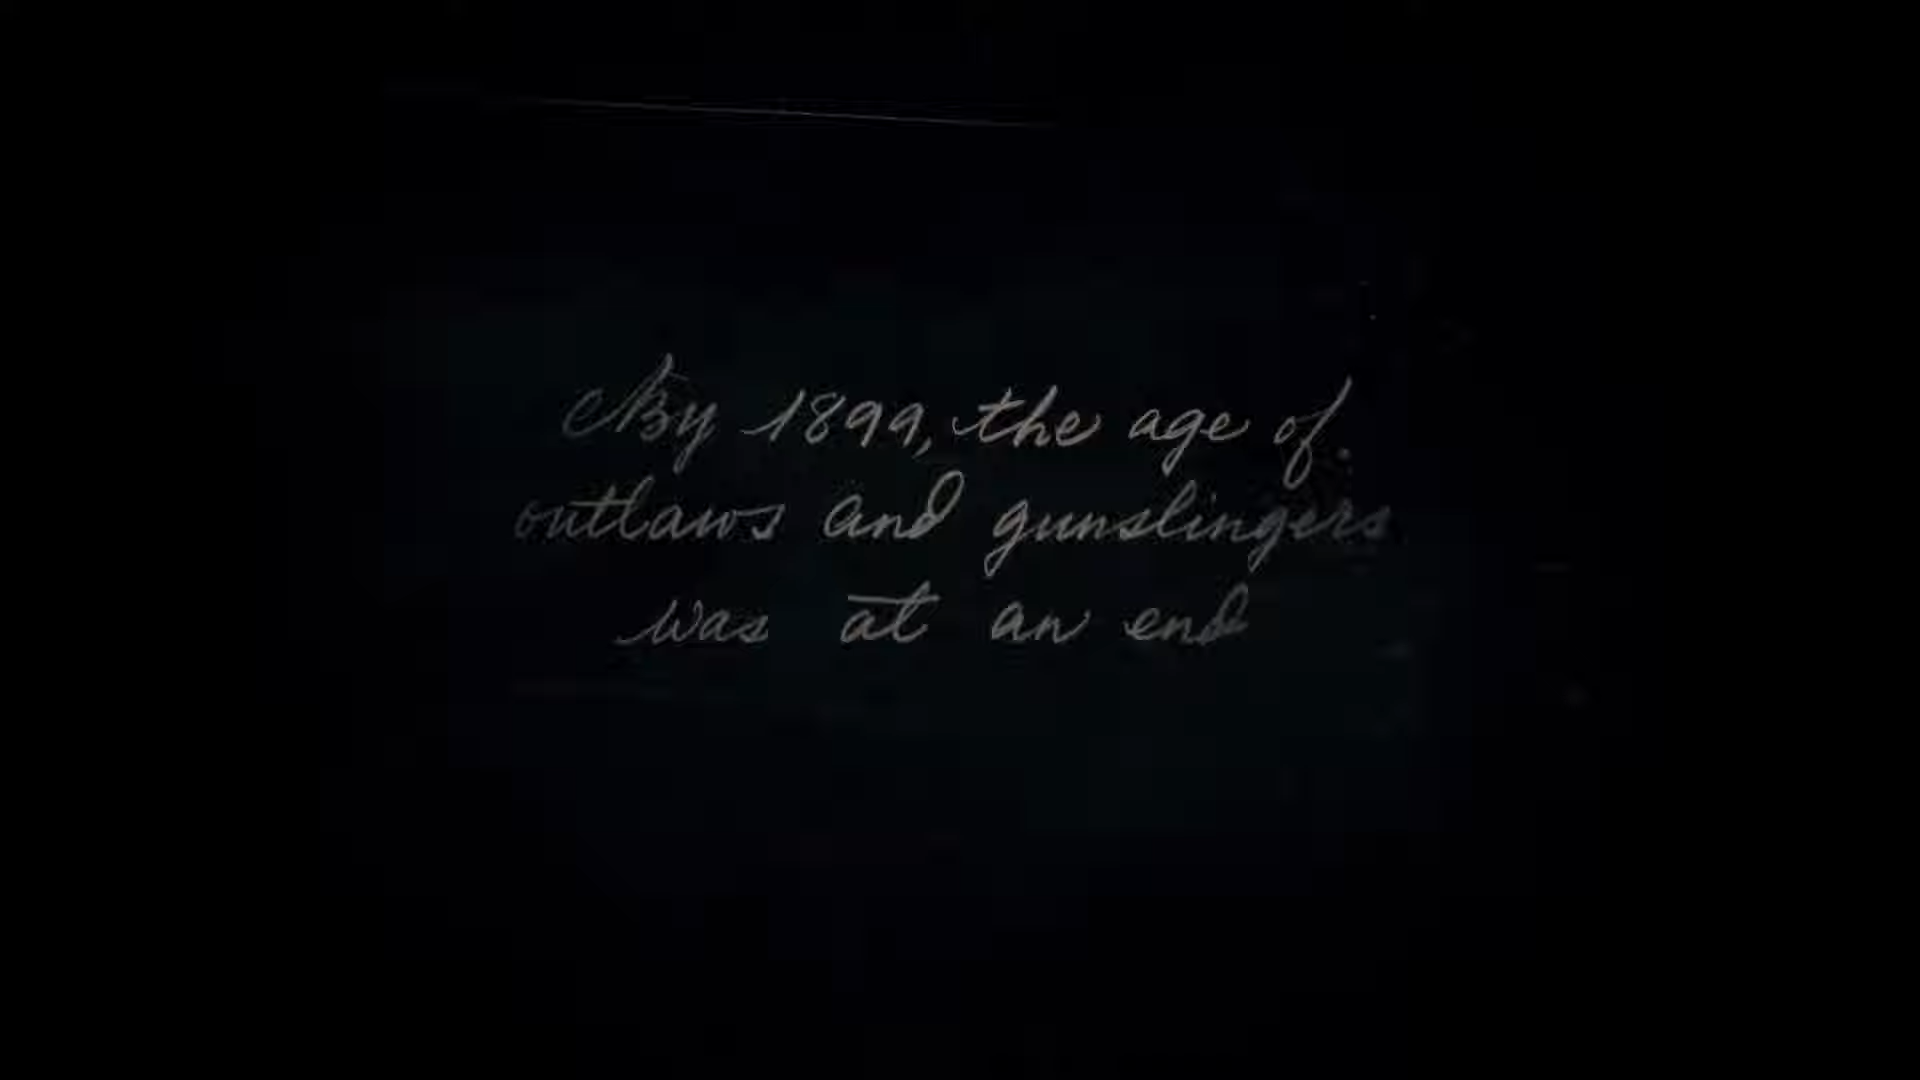 By 1899, the age of
outlaws and gunslingers
was at an end